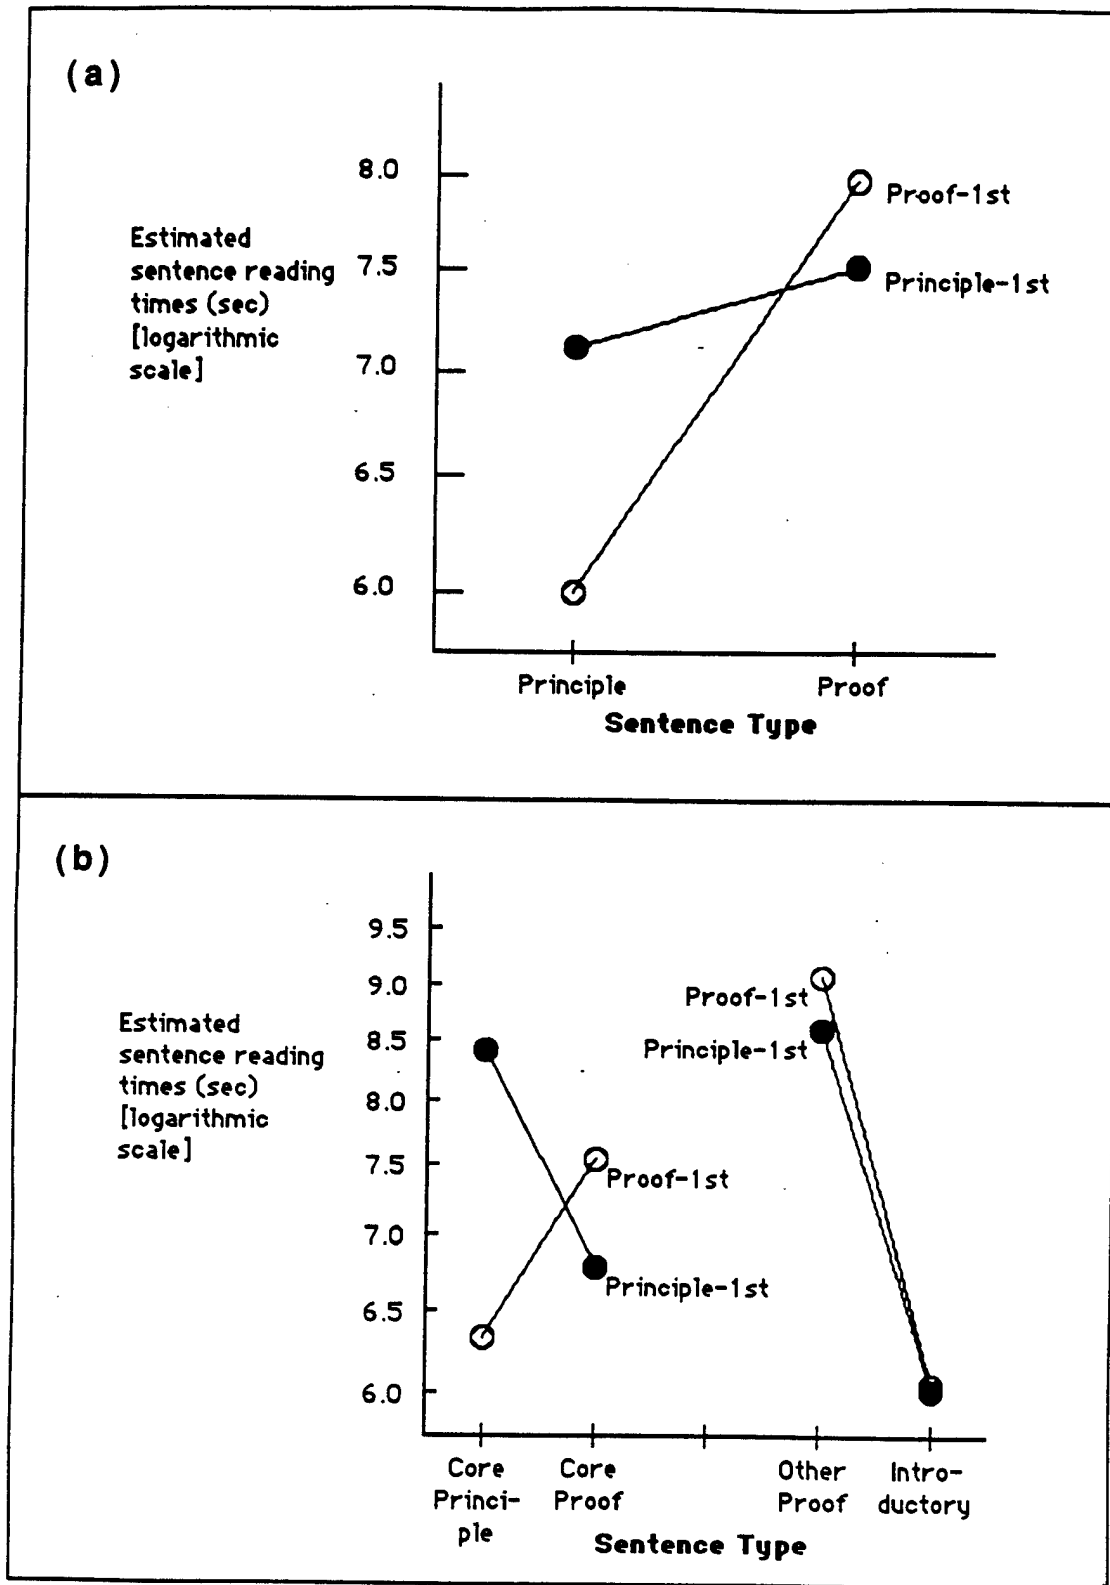 (a)
8.0
Proof-1st
Estimated
sentence reading
times (sec)
[logarithmic
scale]
7.5
Principle-1st
7.0
6.5
6.0
Principle
Proof
Sentence Type
(b)
9.5
9.0
Proof-1st
Estimated
sentence reading
times (sec)
[logarithmic
scale]
8.5
Principle-1st
8.0
7.5
Proof-1st
7.0
Principle-1st
6.5
6.0
Core
Princi-
ple
Core
Proof
Other
Proof
Intro-
ductory
Sentence Type